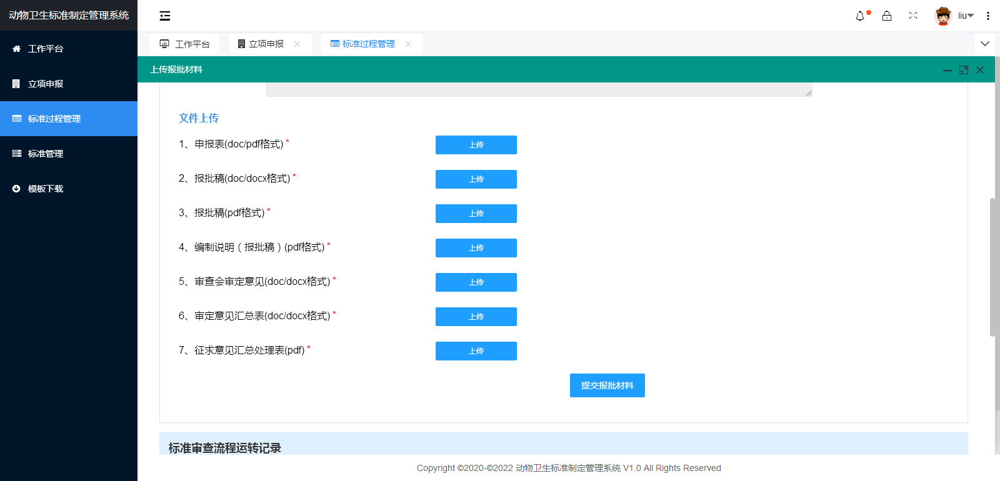 动物卫生标准制定管理系统
liu
工作平台
立项申报
标准过程管理
标准管理
模板下载
工作平台
立项申报
标准过程管理
上传报批材料
文件上传
1、申报表(doc/pdf格式) *
上传
2、报批稿(doc/docx格式) *
上传
3、报批稿(pdf格式) *
上传
4、编制说明（报批稿）(pdf格式) *
上传
5、审查会审定意见(doc/docx格式) *
上传
6、审定意见汇总表(doc/docx格式) *
上传
7、征求意见汇总处理表(pdf) *
上传
提交报批材料
标准审查流程运转记录
Copyright ©2020-©2022 动物卫生标准制定管理系统 V1.0 All Rights Reserved